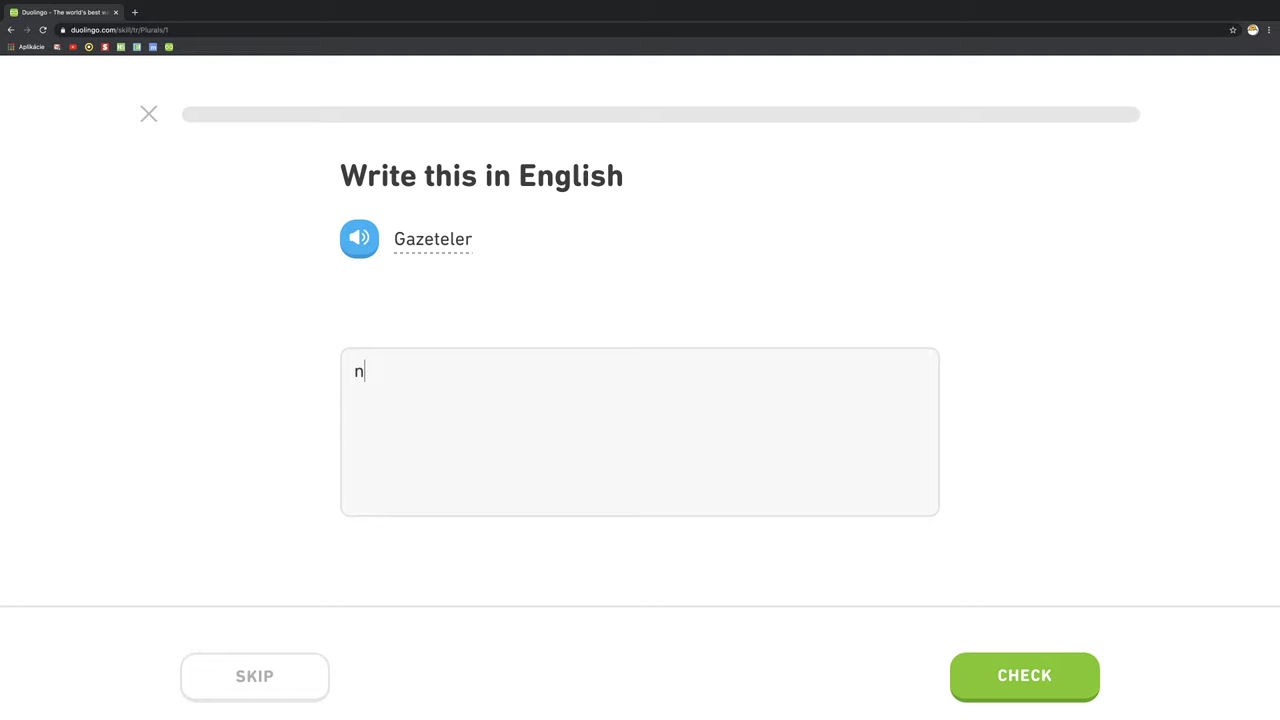 Duolingo - The world's best w
duolingo.com/skill/tr/Plurals/1
Aplikácie
Write this in English
Gazeteler
n
SKIP
CHECK